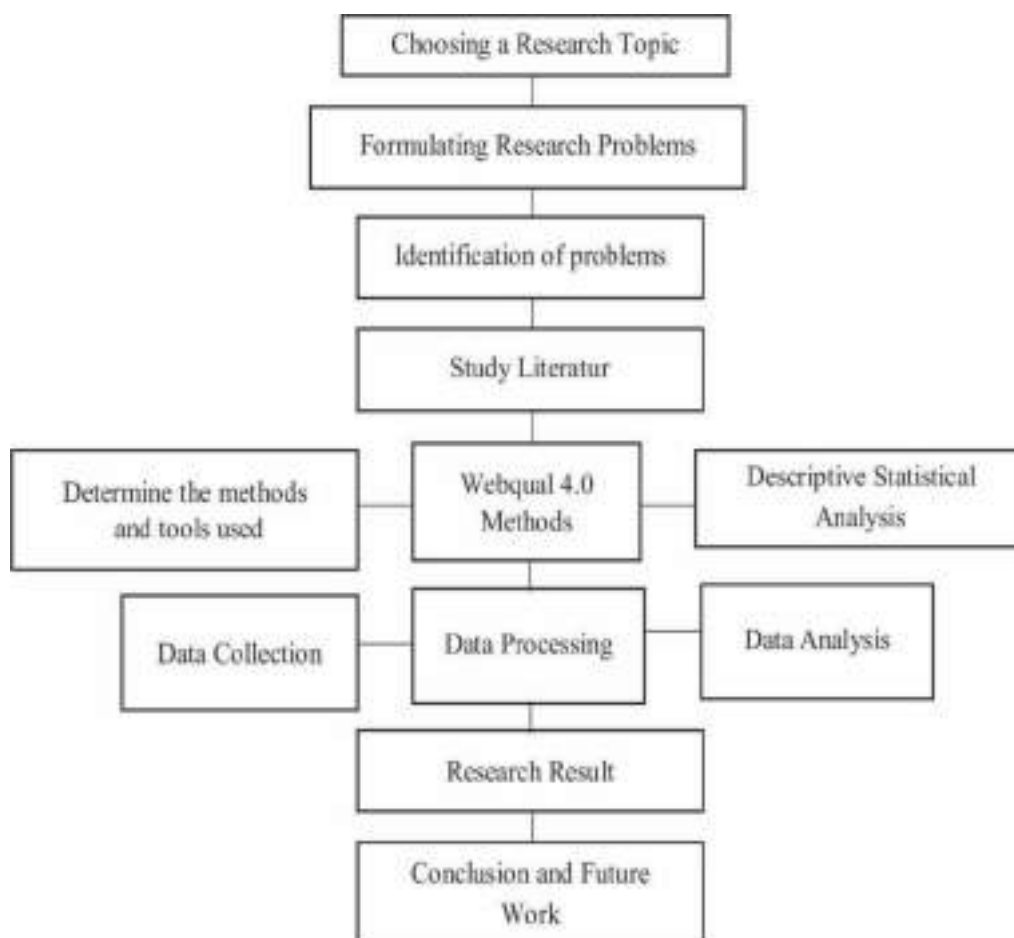 Choosing a Research Topic
Formulating Research Problems
Identification of problems
Study Literatur
Determine the methods
and tools used
Webqual 4.0
Methods
Descriptive Statistical
Analysis
Data Collection
Data Processing
Data Analysis
Research Result
Conclusion and Future
Work